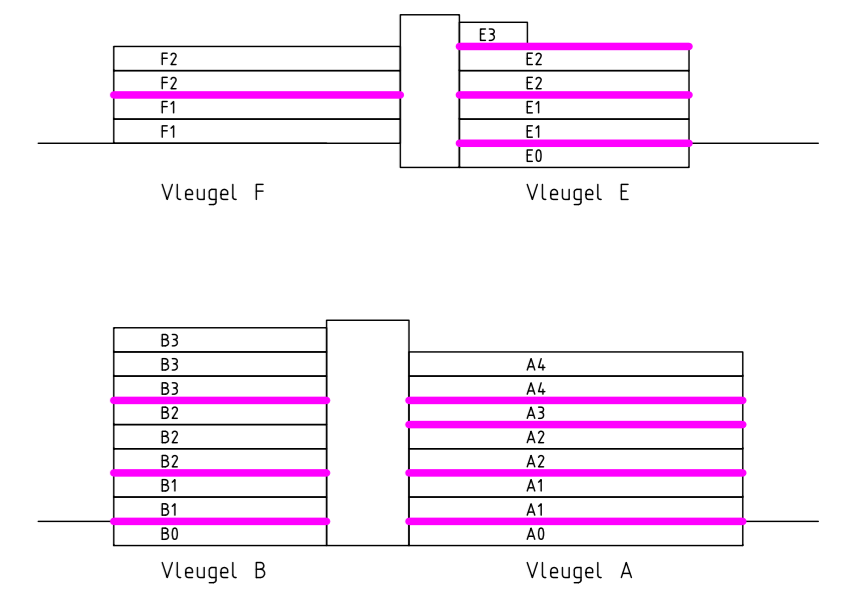 E3
F2 E2
F2 E2
F1 E1
F1 E1
E0
Vleugel F Vleugel E
B3
B3 A4
B3 A4
B2 A3
B2 A2
B2 A2
B1 A1
B1 A1
B0 A0
Vleugel B Vleugel A